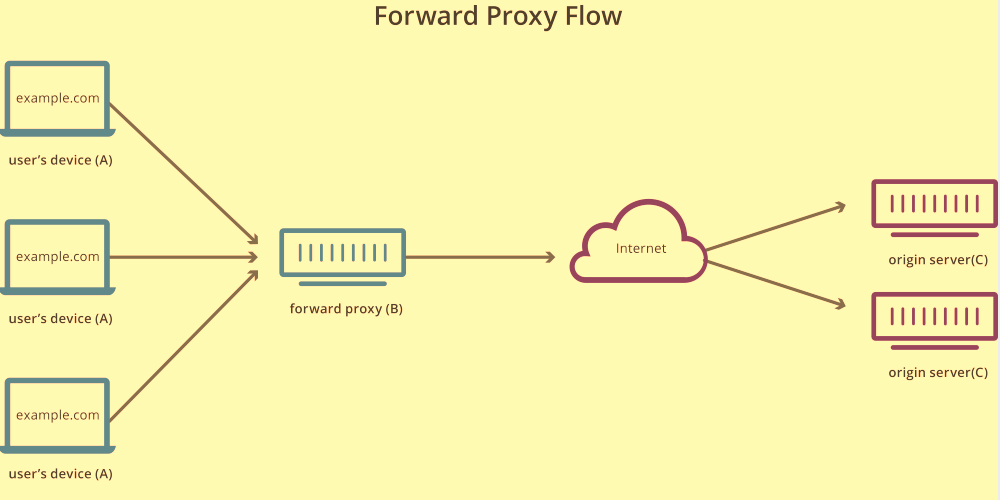 Forward Proxy Flow
example.com
user’s device (A)
example.com
user’s device (A)
example.com
user’s device (A)
forward proxy (B)
Internet
origin server(C)
origin server(C)